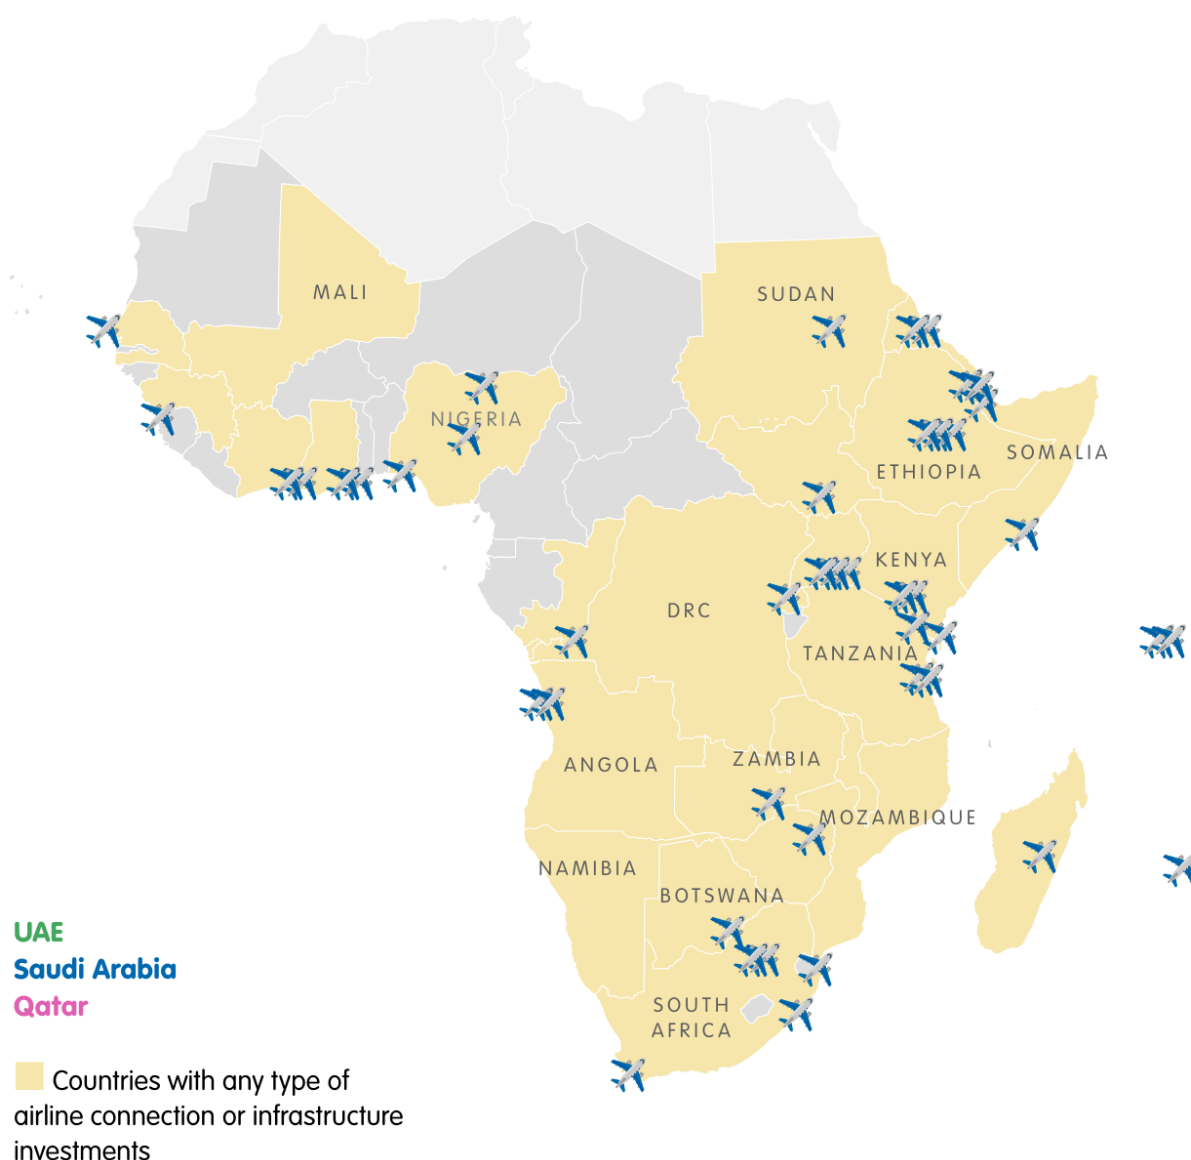 MALI
SUDAN
NIGERIA
SOMALIA
ETHIOPIA
KENYA
DRC
TANZANIA
ANGOLA
ZAMBIA
MOZAMBIQUE
NAMIBIA
BOTSWANA
UAE
Saudi Arabia
Qatar
SOUTH
AFRICA
Countries with any type of
airline connection or infrastructure
investments